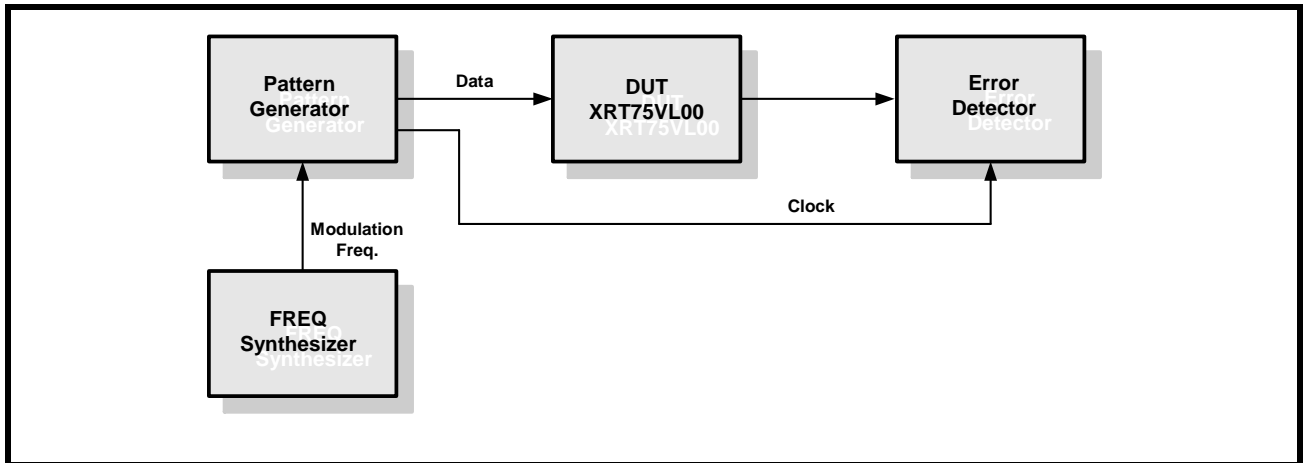 Pattern
Generator
Data
DUT
XRT75VL00
Error
Detector
Clock
Modulation
Freq.
FREQ
Synthesizer